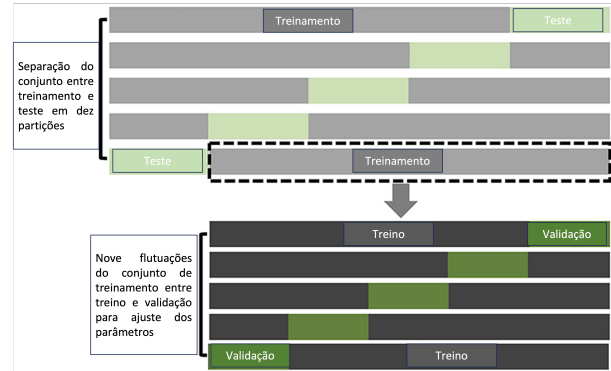 Treinamento
Teste
Separação do
conjunto entre
treinamento e
teste em dez
partições
Teste
Treinamento
Treino
Validação
Nove flutuações
do conjunto de
treinamento entre
treino e validação
para ajuste dos
parâmetros
Validação
Treino